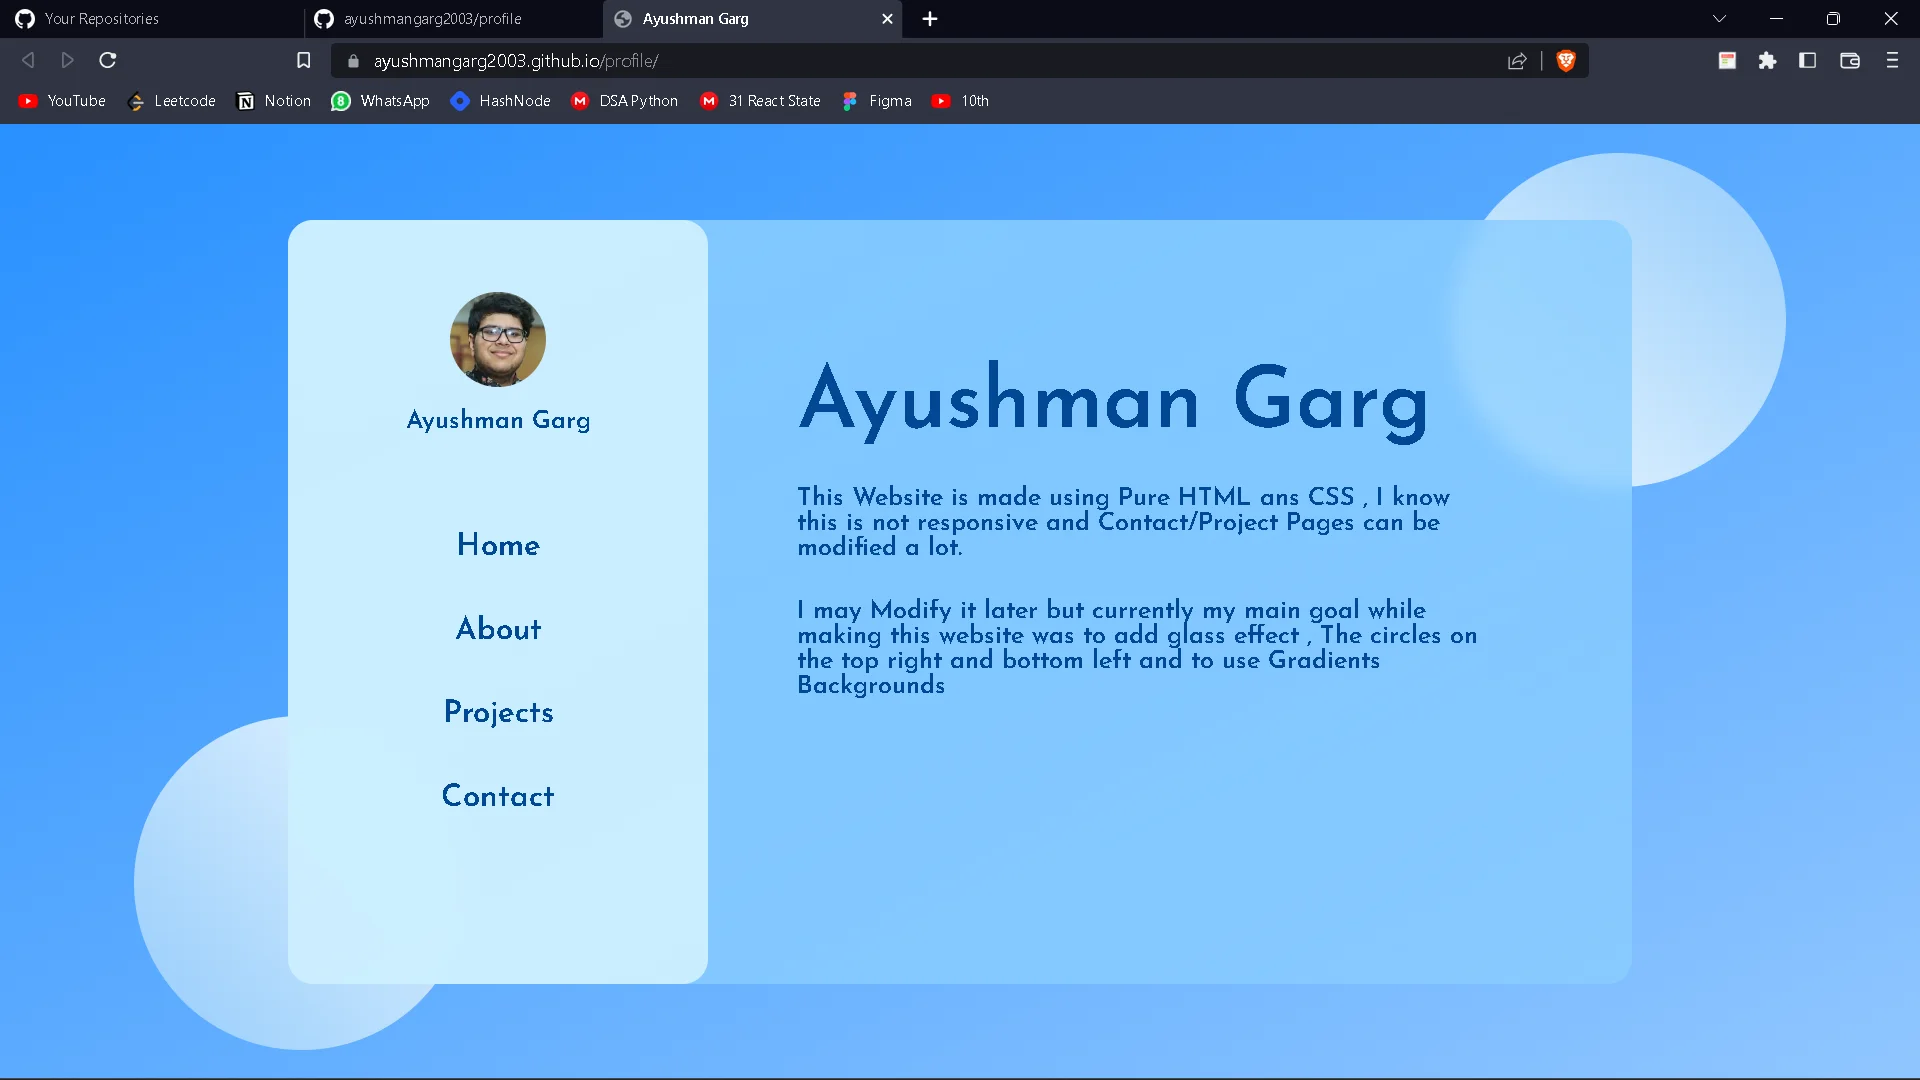 Your Repositories
ayushmangarg2003/profile
Ayushman Garg
ayushmangarg2003.github.io/profile/
YouTube
Leetcode
Notion
WhatsApp
HashNode
DSA Python
31 React State
Figma
10th
Ayushman Garg
Home
About
Projects
Contact
Ayushman Garg
This Website is made using Pure HTML ans CSS , I know
this is not responsive and Contact/Project Pages can be
modified a lot.
I may Modify it later but currently my main goal while
making this website was to add glass effect , The circles on
the top right and bottom left and to use Gradients
Backgrounds